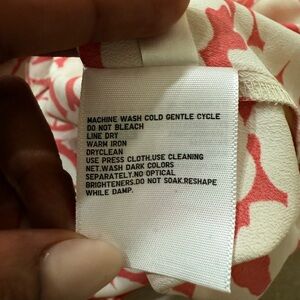 MACHINE WASH COLD GENTLE CYCLE
DO NOT BLEACH
LINE DRY
WARM IRON
DRYCLEAN
USE PRESS CLOTH.USE CLEANING
NET.WASH DARK COLORS
SEPARATELY.NO OPTICAL
BRIGHTENERS.DO NOT SOAK.RESHAPE
WHILE DAMP.